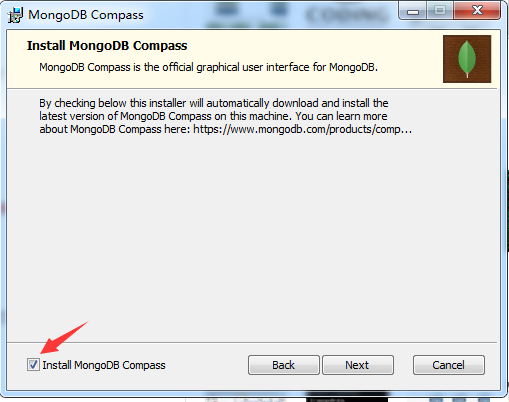 CODING
MongoDB Compass
Install MongoDB Compass
MongoDB Compass is the official graphical user interface for MongoDB.
By checking below this installer will automatically download and install the
latest version of MongoDB Compass on this machine. You can learn more
about MongoDB Compass here: https://www.mongodb.com/products/comp...
Install MongoDB Compass
Back
Next
Cancel